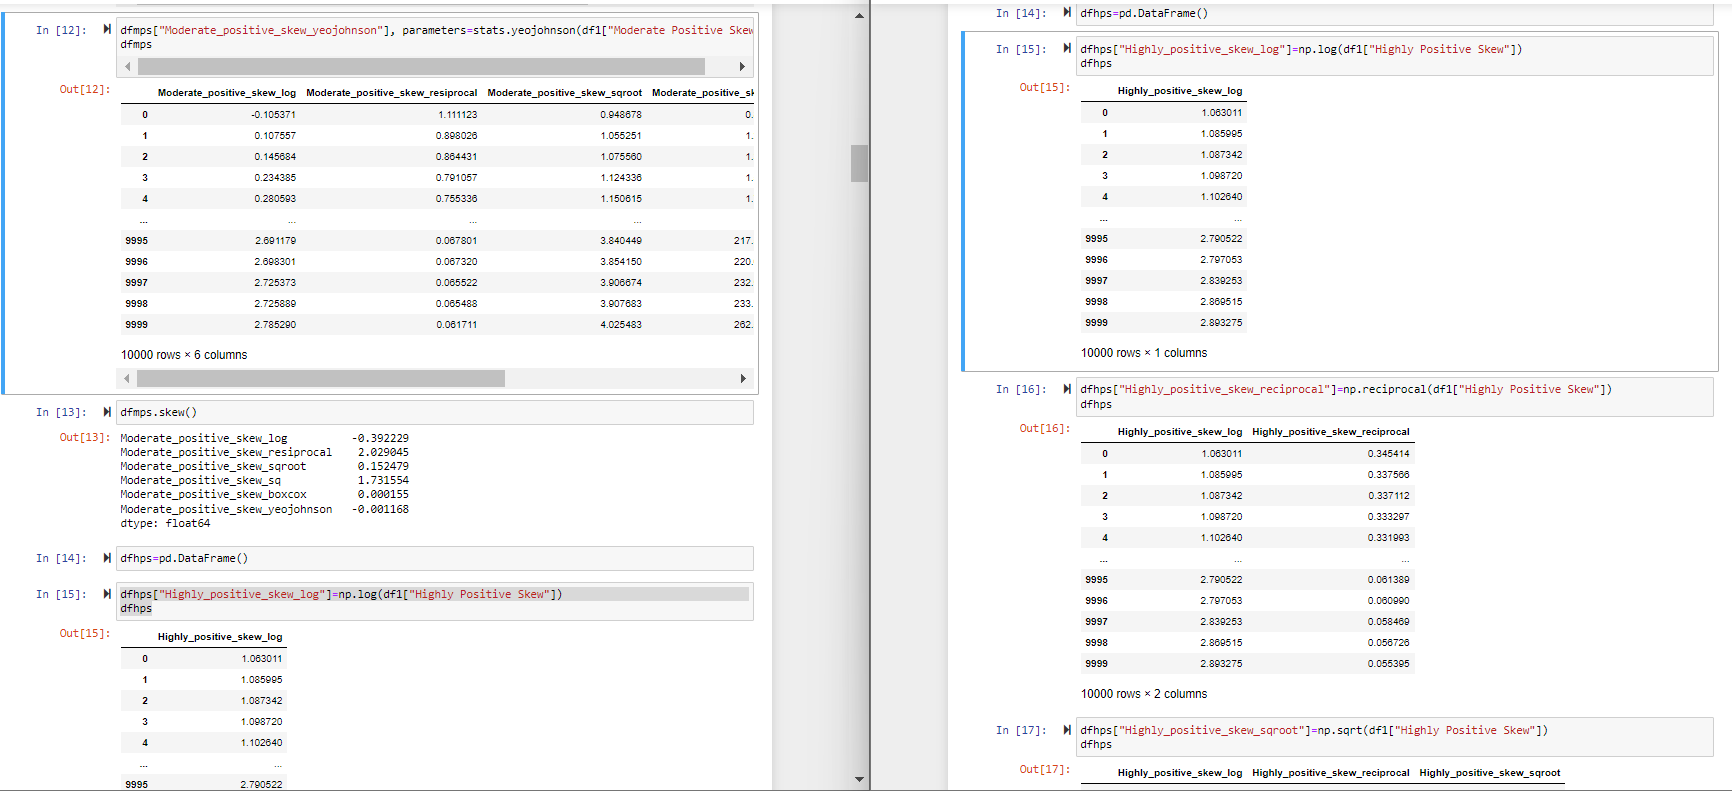 In [12]: dfmps["Moderate_positive_skew_yeojohnson"], parameters=stats.yeojohnson(df1["Moderate Positive Skew
dfmps
Out[12]:
Moderate_positive_skew_log Moderate_positive_skew_resiprocal Moderate_positive_skew_sqroot Moderate_positive_sk
0 -0.105371 1.111123 0.948678 0.
1 0.107557 0.898026 1.055251 1.
2 0.145684 0.864431 1.075560 1.
3 0.234385 0.791057 1.124336 1.
4 0.280593 0.755336 1.150615 1.
... ... ... ...
9995 2.691179 0.067801 3.840449 217.
9996 2.698301 0.067320 3.854150 220.
9997 2.725373 0.065522 3.906674 232.
9998 2.725889 0.065488 3.907683 233.
9999 2.785290 0.061711 4.025483 262.
10000 rows × 6 columns
In [13]: dfmps.skew()
Out[13]: Moderate_positive_skew_log -0.392229
Moderate_positive_skew_resiprocal 2.029045
Moderate_positive_skew_sqroot 0.152479
Moderate_positive_skew_sq 1.731554
Moderate_positive_skew_boxcox 0.000155
Moderate_positive_skew_yeojohnson -0.001168
dtype: float64
In [14]: dfhps=pd.DataFrame()
In [15]: dfhps["Highly_positive_skew_log"]=np.log(df1["Highly Positive Skew"])
dfhps
Out[15]:
Highly_positive_skew_log
0 1.063011
1 1.085995
2 1.087342
3 1.098720
4 1.102640
... ...
9995 2.790522
In [14]: dfhps=pd.DataFrame()
In [15]: dfhps["Highly_positive_skew_log"]=np.log(df1["Highly Positive Skew"])
dfhps
Out[15]:
Highly_positive_skew_log
0 1.063011
1 1.085995
2 1.087342
3 1.098720
4 1.102640
... ...
9995 2.790522
9996 2.797053
9997 2.839253
9998 2.869515
9999 2.893275
10000 rows × 1 columns
In [16]: dfhps["Highly_positive_skew_reciprocal"]=np.reciprocal(df1["Highly Positive Skew"])
dfhps
Out[16]:
Highly_positive_skew_log Highly_positive_skew_reciprocal
0 1.063011 0.345414
1 1.085995 0.337566
2 1.087342 0.337112
3 1.098720 0.333297
4 1.102640 0.331993
... ... ...
9995 2.790522 0.061389
9996 2.797053 0.060990
9997 2.839253 0.058469
9998 2.869515 0.056726
9999 2.893275 0.055395
10000 rows × 2 columns
In [17]: dfhps["Highly_positive_skew_sqroot"]=np.sqrt(df1["Highly Positive Skew"])
dfhps
Out[17]:
Highly_positive_skew_log Highly_positive_skew_reciprocal Highly_positive_skew_sqroot